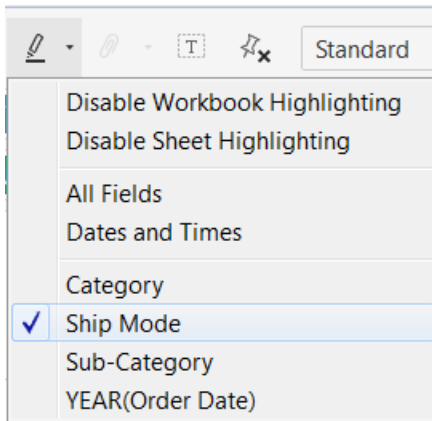 Standard
Disable Workbook Highlighting
Disable Sheet Highlighting
All Fields
Dates and Times
Category
Ship Mode
Sub-Category
YEAR(Order Date)